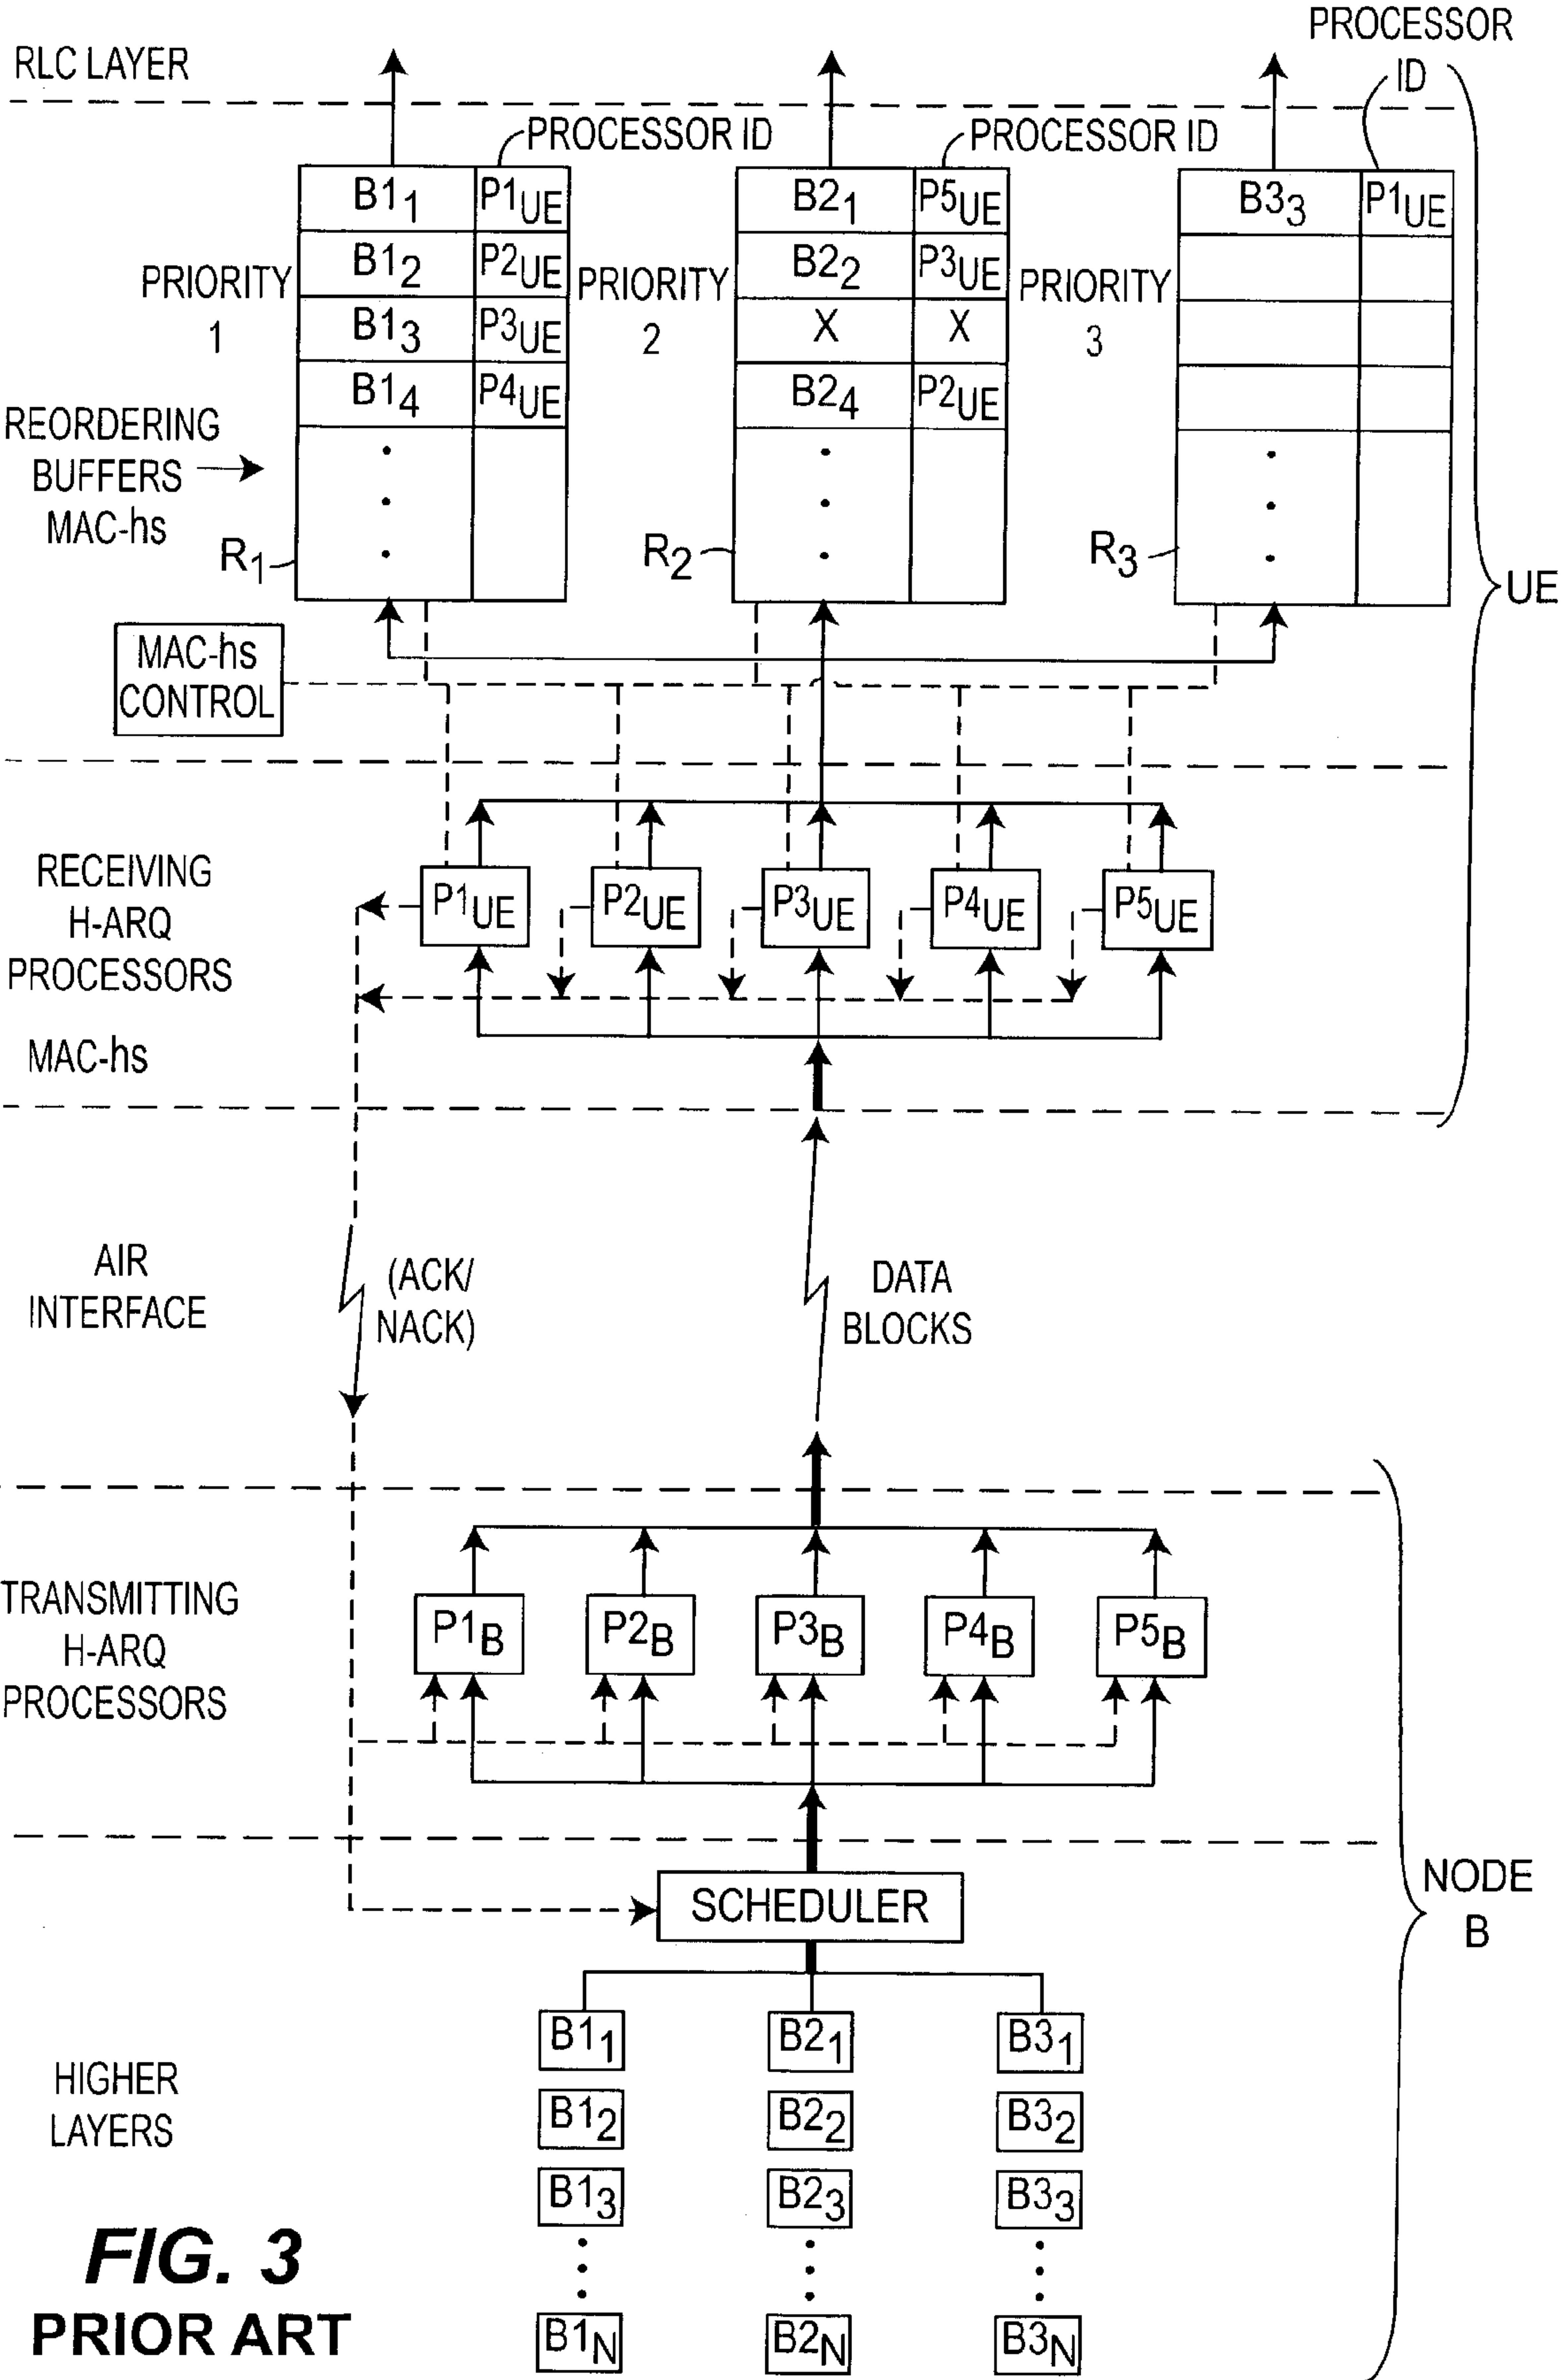 PROCESSOR
ID
RLC LAYER
PROCESSOR ID
PROCESSOR ID
B1₁ P1UE
B1₂ P2UE
B1₃ P3UE
B1₄ P4UE
PRIORITY
1
B2₁ P5UE
B2₂ P3UE
X X
B2₄ P2UE
PRIORITY
2
B3₃ P1UE
PRIORITY
3
REORDERING
BUFFERS
MAC-hs
R₁
R₂
R₃
UE
MAC-hs
CONTROL
RECEIVING
H-ARQ
PROCESSORS
MAC-hs
P1UE P2UE P3UE P4UE P5UE
AIR
INTERFACE
(ACK/
NACK)
DATA
BLOCKS
TRANSMITTING
H-ARQ
PROCESSORS
P1B P2B P3B P4B P5B
SCHEDULER
NODE
B
HIGHER
LAYERS
B1₁ B2₁ B3₁
B1₂ B2₂ B3₂
B1₃ B2₃ B3₃
B1N B2N B3N
FIG. 3
PRIOR ART